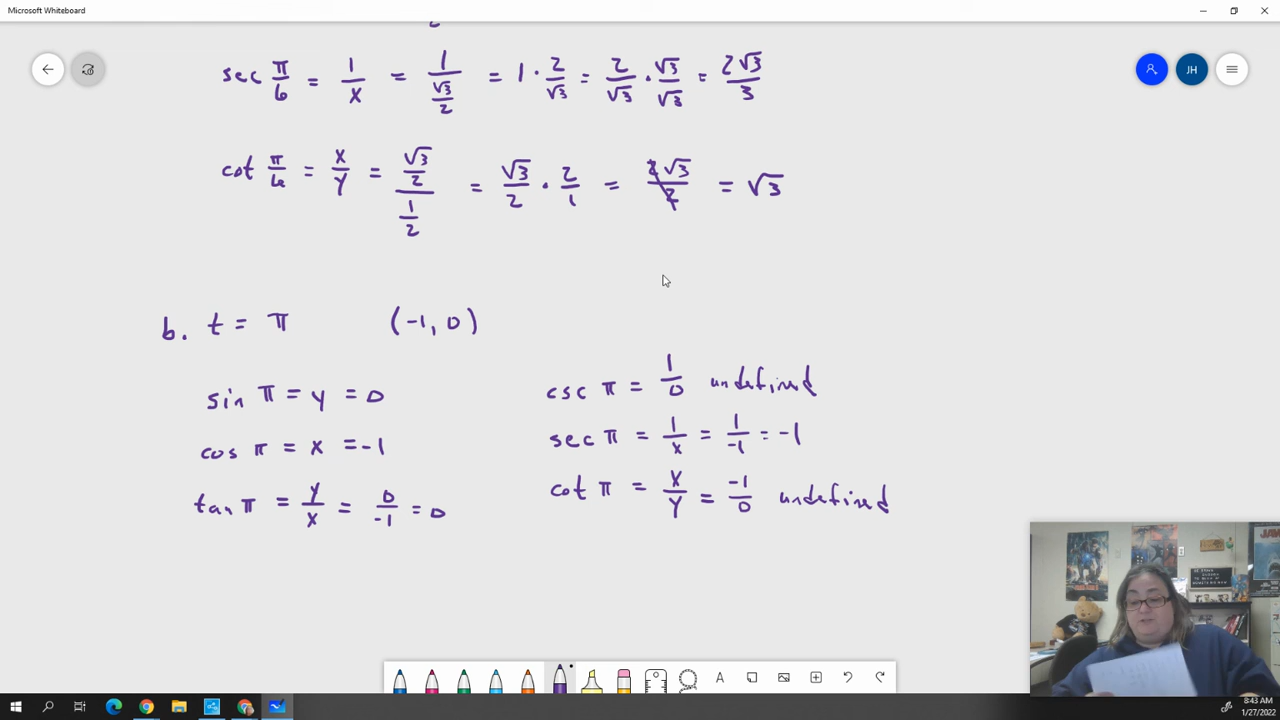 Microsoft Whiteboard
sec π/6 = 1/x = 1/(√3/2) = 1 · 2/√3 = 2/√3 · √3/√3 = 2√3/3
JH
cot π/6 = x/y = (√3/2)/(1/2) = √3/2 · 2/1 = 2√3/2 = √3
b. t = π (-1, 0)
sin π = y = 0
csc π = 1/0 undefined
cos π = x = -1
sec π = 1/x = 1/-1 = -1
tan π = y/x = 0/-1 = 0
cot π = x/y = -1/0 undefined
A
8:43 AM
1/27/2022